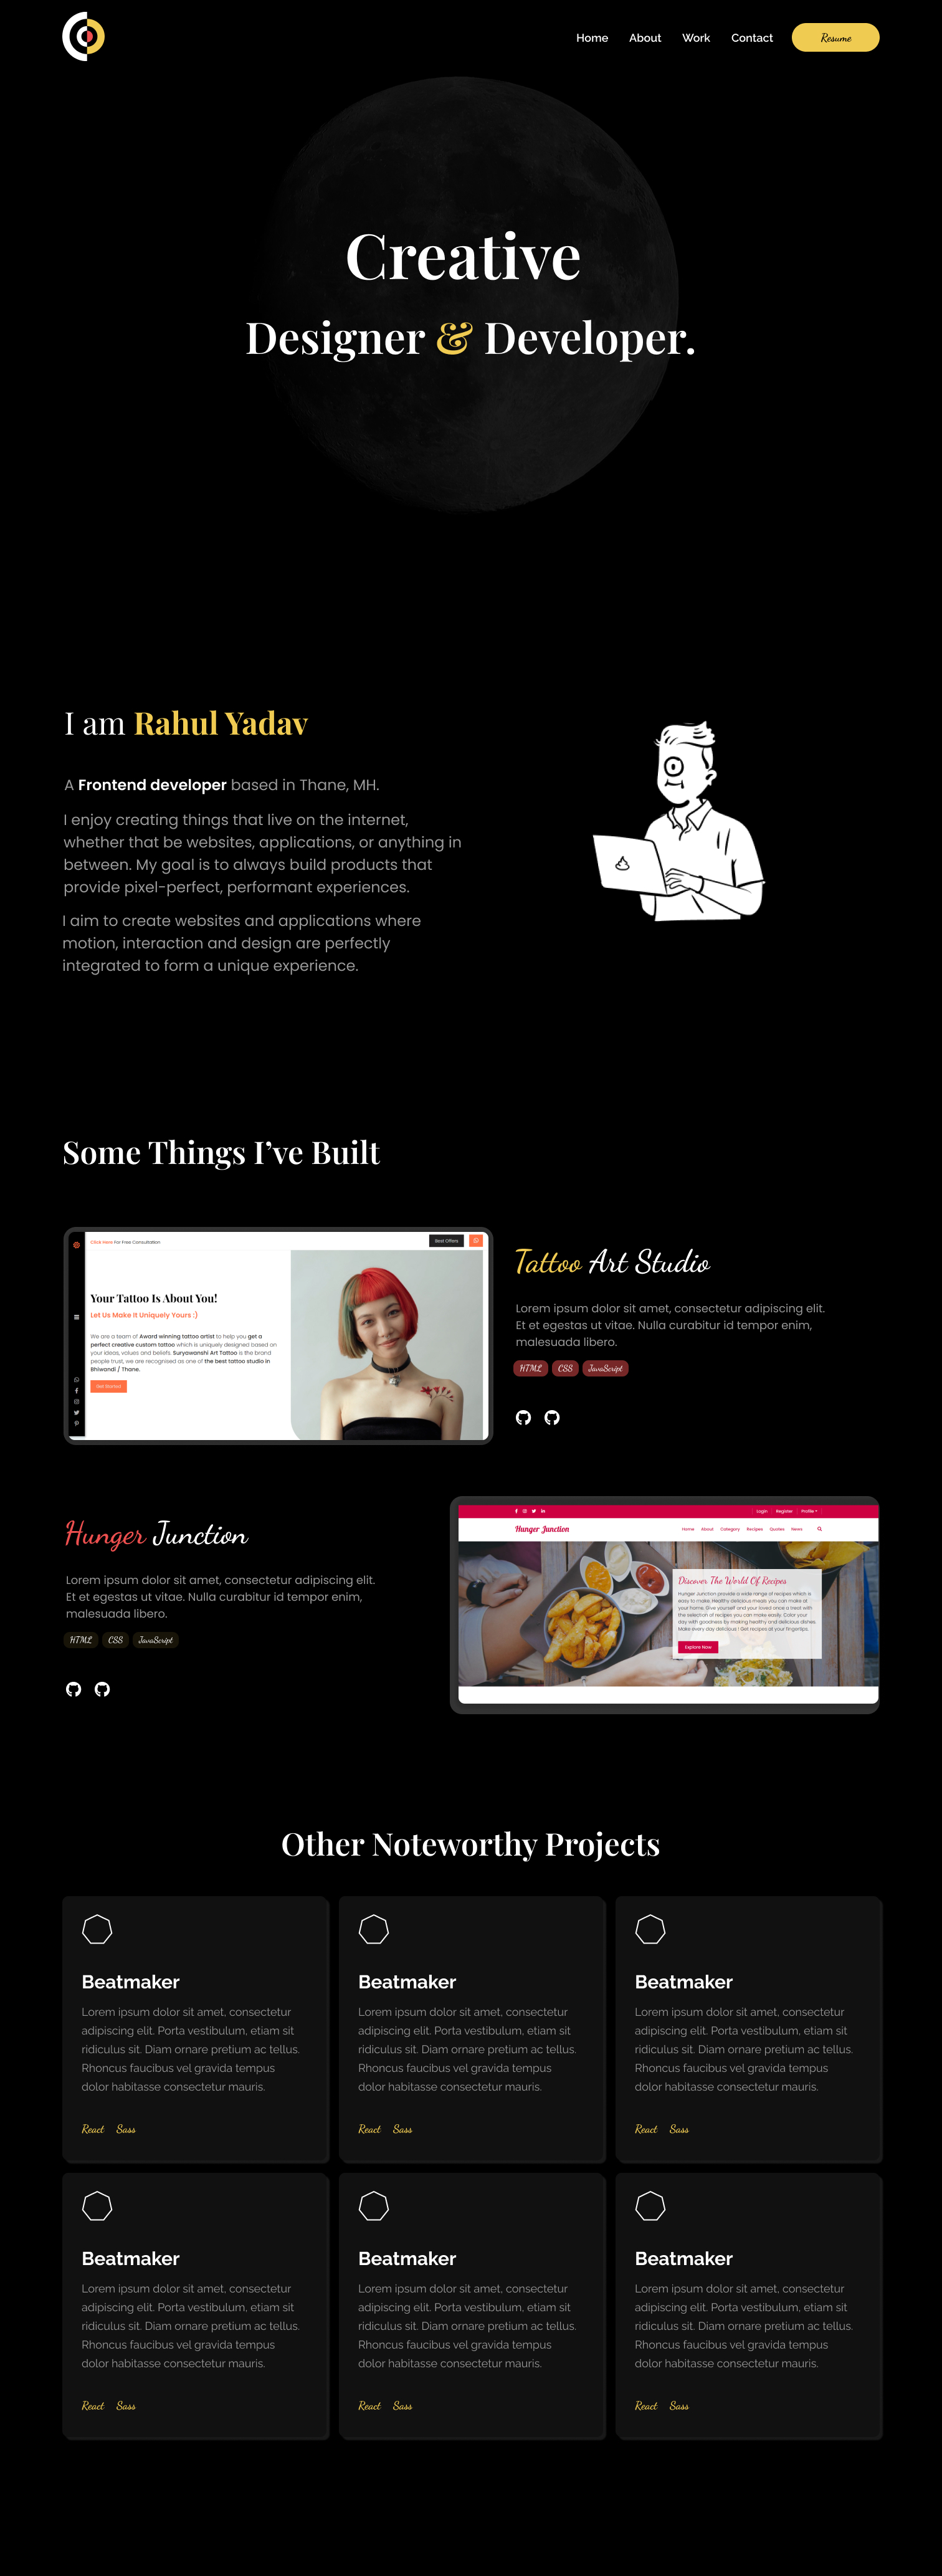 Home About Work Contact Resume
Creative
Designer & Developer.
I am Rahul Yadav
A Frontend developer based in Thane, MH.
I enjoy creating things that live on the internet,
whether that be websites, applications, or anything in
between. My goal is to always build products that
provide pixel-perfect, performant experiences.
I aim to create websites and applications where
motion, interaction and design are perfectly
integrated to form a unique experience.
Some Things I’ve Built
Click Here For Free Consultation
Best Offers
Your Tattoo Is About You!
Let Us Make It Uniquely Yours :)
We are a team of Award winning tattoo artist to help you get a
perfect creative custom tattoo which is uniquely designed based on
your ideas, values and beliefs. Suryawanshi Art Tattoo is the brand
people trust, we are recognised as one of the best tattoo studio in
Bhiwandi / Thane.
Get Started
Tattoo Art Studio
Lorem ipsum dolor sit amet, consectetur adipiscing elit.
Et et egestas ut vitae. Nulla curabitur id tempor enim,
malesuada libero.
HTML CSS JavaScript
Hunger Junction
Lorem ipsum dolor sit amet, consectetur adipiscing elit.
Et et egestas ut vitae. Nulla curabitur id tempor enim,
malesuada libero.
HTML CSS JavaScript
Login Register Profile
Hunger Junction
Home About Category Recipes Quotes News
Discover The World Of Recipes
Hunger Junction provide a wide range of recipes which is
easy to make. Healthy delicious meals you can make at
your home. Give yourself and your loved once a treat with
the selection of recipes you can make easily. Color your
day with goodness by making healthy and delicious dishes.
Make every day delicious ! Get recipes at your fingertips.
Explore Now
Other Noteworthy Projects
Beatmaker
Lorem ipsum dolor sit amet, consectetur
adipiscing elit. Porta vestibulum, etiam sit
ridiculus sit. Diam ornare pretium ac tellus.
Rhoncus faucibus vel gravida tempus
dolor habitasse consectetur mauris.
React Sass
Beatmaker
Lorem ipsum dolor sit amet, consectetur
adipiscing elit. Porta vestibulum, etiam sit
ridiculus sit. Diam ornare pretium ac tellus.
Rhoncus faucibus vel gravida tempus
dolor habitasse consectetur mauris.
React Sass
Beatmaker
Lorem ipsum dolor sit amet, consectetur
adipiscing elit. Porta vestibulum, etiam sit
ridiculus sit. Diam ornare pretium ac tellus.
Rhoncus faucibus vel gravida tempus
dolor habitasse consectetur mauris.
React Sass
Beatmaker
Lorem ipsum dolor sit amet, consectetur
adipiscing elit. Porta vestibulum, etiam sit
ridiculus sit. Diam ornare pretium ac tellus.
Rhoncus faucibus vel gravida tempus
dolor habitasse consectetur mauris.
React Sass
Beatmaker
Lorem ipsum dolor sit amet, consectetur
adipiscing elit. Porta vestibulum, etiam sit
ridiculus sit. Diam ornare pretium ac tellus.
Rhoncus faucibus vel gravida tempus
dolor habitasse consectetur mauris.
React Sass
Beatmaker
Lorem ipsum dolor sit amet, consectetur
adipiscing elit. Porta vestibulum, etiam sit
ridiculus sit. Diam ornare pretium ac tellus.
Rhoncus faucibus vel gravida tempus
dolor habitasse consectetur mauris.
React Sass